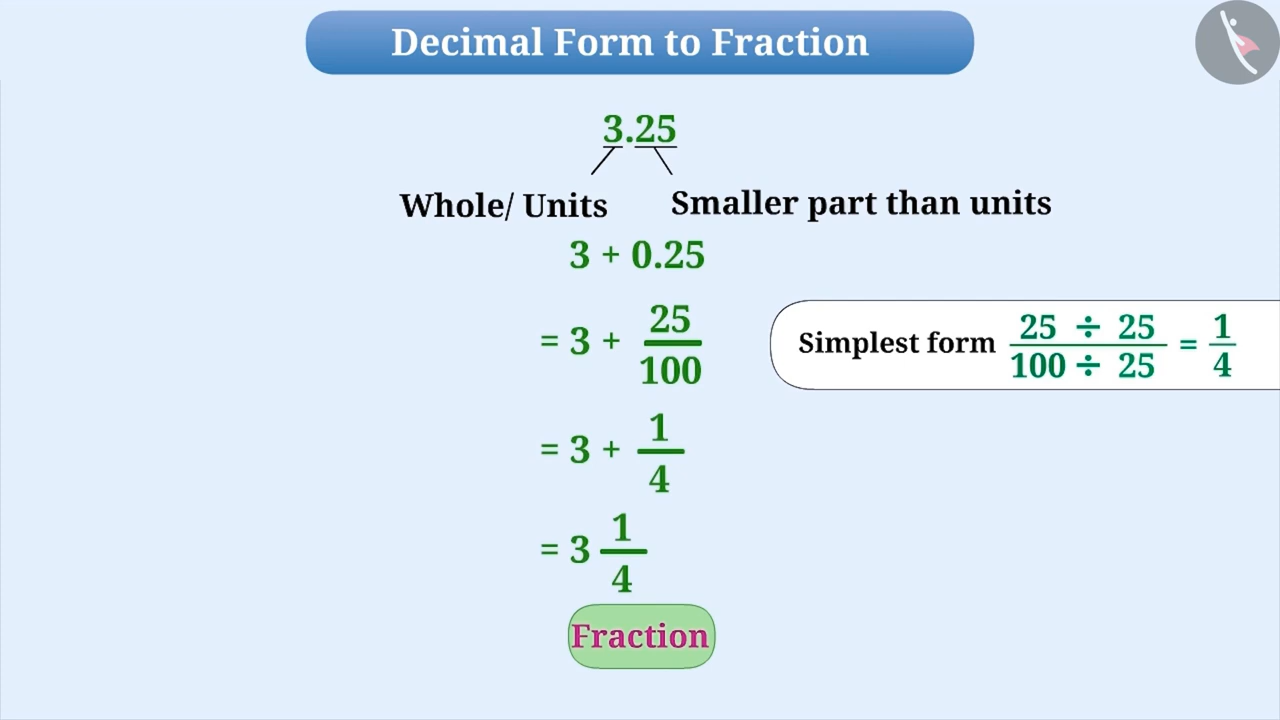 Decimal Form to Fraction
3.25
Whole/ Units Smaller part than units
3 + 0.25
= 3 + 25/100
Simplest form 25 ÷ 25 / 100 ÷ 25 = 1/4
= 3 + 1/4
= 3 1/4
Fraction